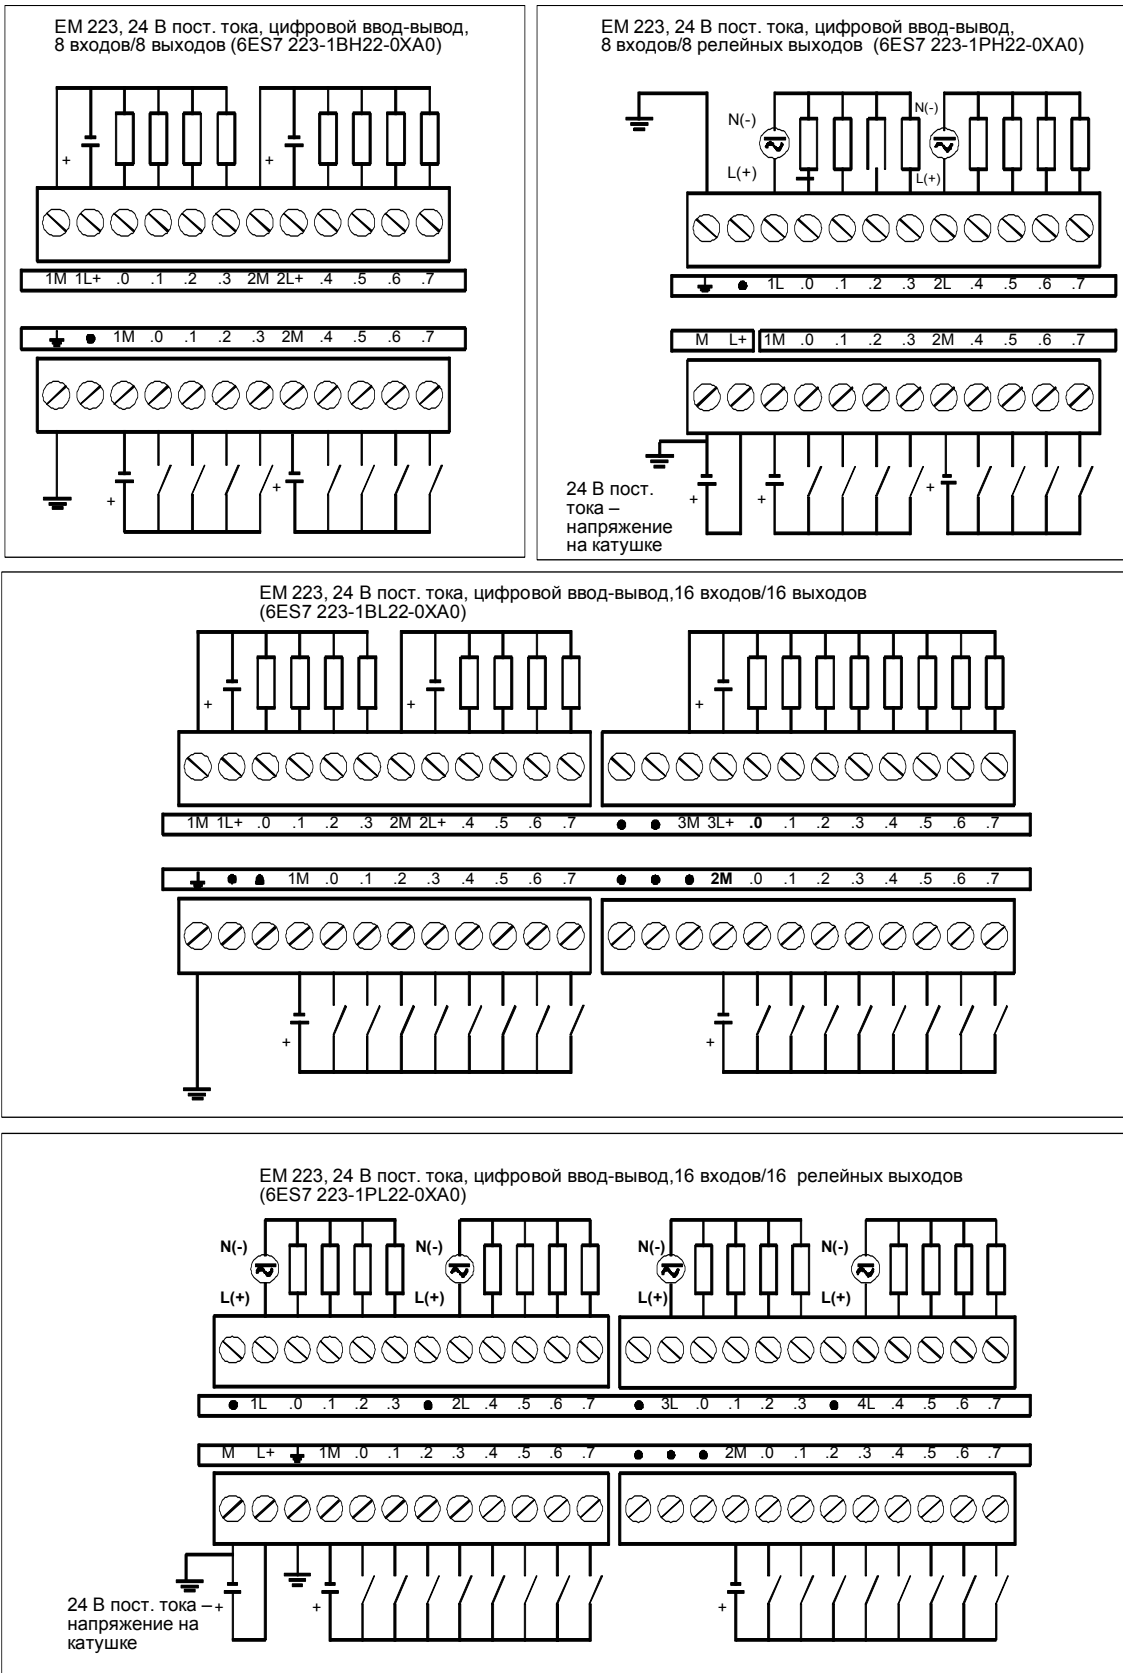 EM 223, 24 В пост. тока, цифровой ввод-вывод,
8 входов/8 выходов (6ES7 223-1BH22-0XA0)
+ +
1M 1L+ .0 .1 .2 .3 2M 2L+ .4 .5 .6 .7
1M .0 .1 .2 .3 2M .4 .5 .6 .7
+ +
EM 223, 24 В пост. тока, цифровой ввод-вывод,
8 входов/8 релейных выходов (6ES7 223-1PH22-0XA0)
N(-) N(-)
L(+) L(+)
1L .0 .1 .2 .3 2L .4 .5 .6 .7
M L+ 1M .0 .1 .2 .3 2M .4 .5 .6 .7
+ + +
24 В пост.
тока –
напряжение
на катушке
EM 223, 24 В пост. тока, цифровой ввод-вывод,16 входов/16 выходов
(6ES7 223-1BL22-0XA0)
+ + +
1M 1L+ .0 .1 .2 .3 2M 2L+ .4 .5 .6 .7 3M 3L+ .0 .1 .2 .3 .4 .5 .6 .7
1M .0 .1 .2 .3 .4 .5 .6 .7 2M .0 .1 .2 .3 .4 .5 .6 .7
+ +
EM 223, 24 В пост. тока, цифровой ввод-вывод,16 входов/16 релейных выходов
(6ES7 223-1PL22-0XA0)
N(-) N(-) N(-) N(-)
L(+) L(+) L(+) L(+)
1L .0 .1 .2 .3 2L .4 .5 .6 .7 3L .0 .1 .2 .3 4L .4 .5 .6 .7
M L+ 1M .0 .1 .2 .3 .4 .5 .6 .7 2M .0 .1 .2 .3 .4 .5 .6 .7
+ + +
24 В пост. тока –
напряжение на
катушке